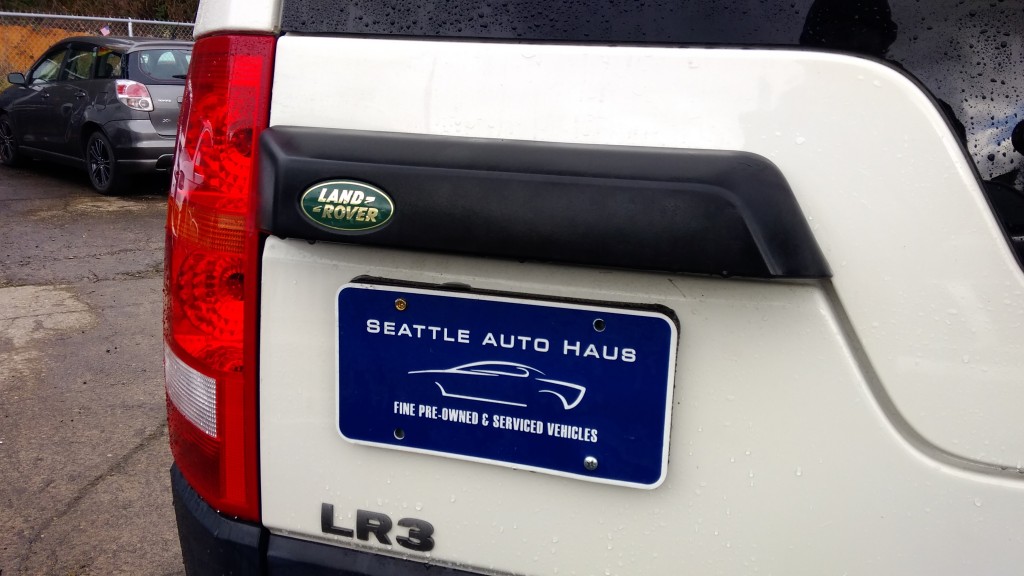 LAND
ROVER
SEATTLE AUTO HAUS
FINE PRE-OWNED & SERVICED VEHICLES
LR3